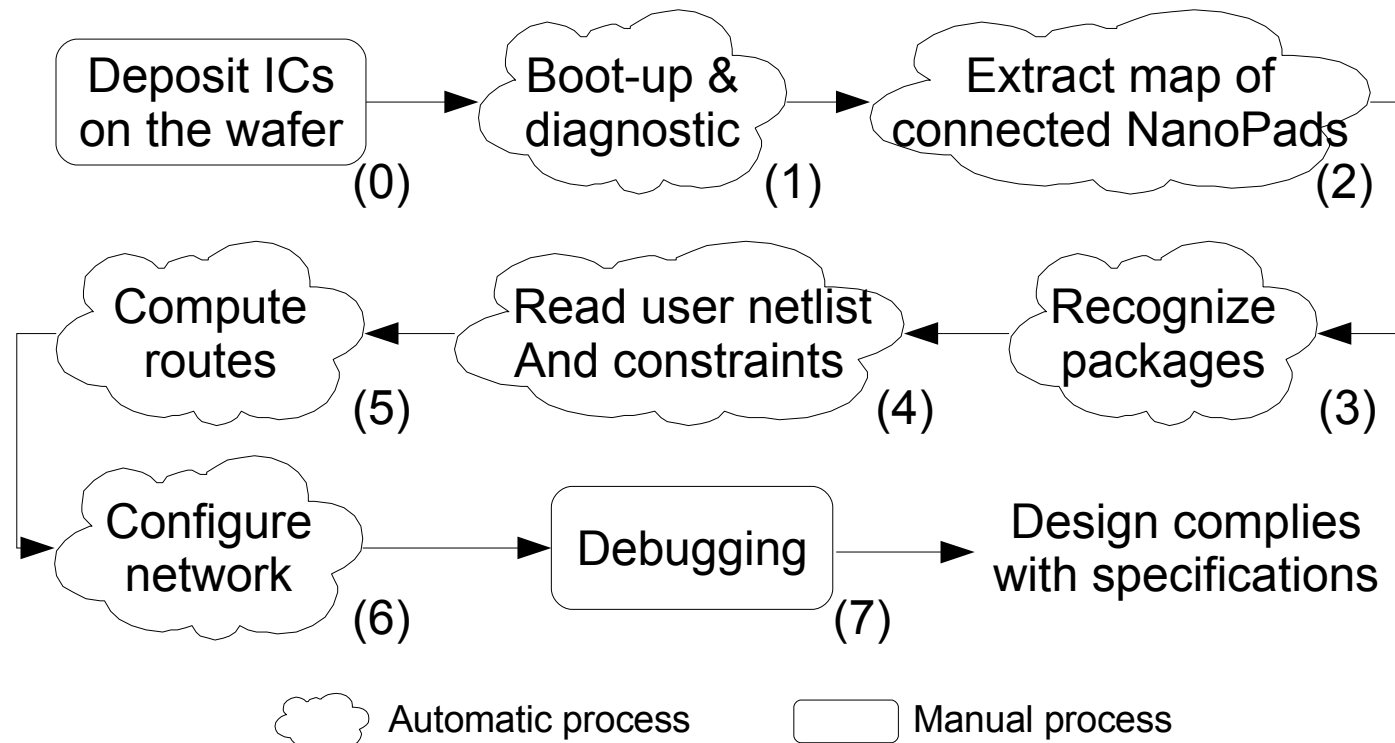 Deposit ICs
on the wafer
(0)
Boot-up &
diagnostic
(1)
Extract map of
connected NanoPads
(2)
Recognize
packages
(3)
Read user netlist
And constraints
(4)
Compute
routes
(5)
Configure
network
(6)
Debugging
(7)
Design complies
with specifications
Automatic process
Manual process